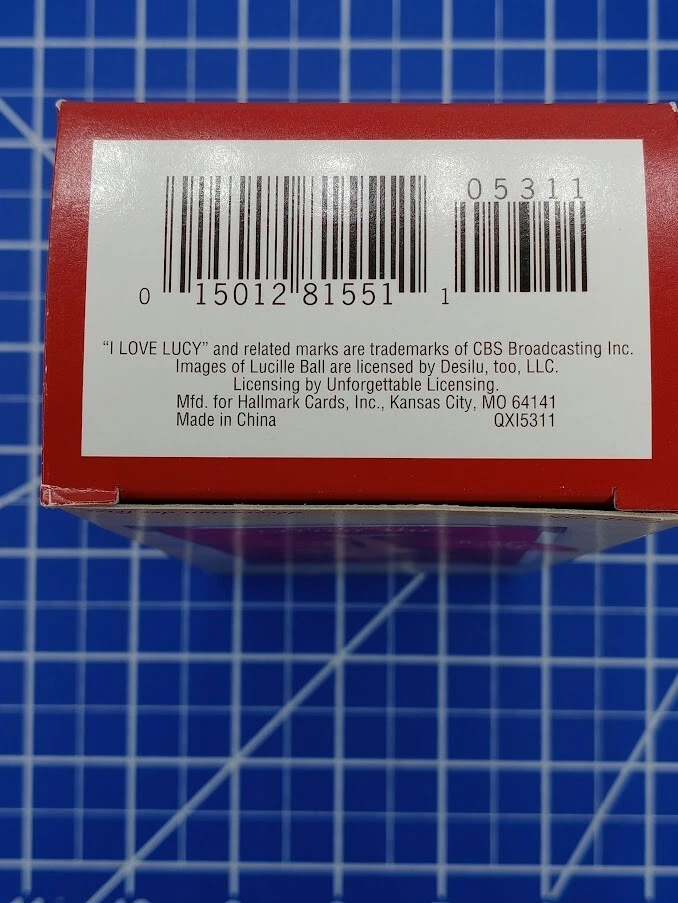 05311
0 15012 81551 1
“I LOVE LUCY” and related marks are trademarks of CBS Broadcasting Inc.
Images of Lucille Ball are licensed by Desilu, too, LLC.
Licensing by Unforgettable Licensing.
Mfd. for Hallmark Cards, Inc., Kansas City, MO 64141
Made in China QXI5311